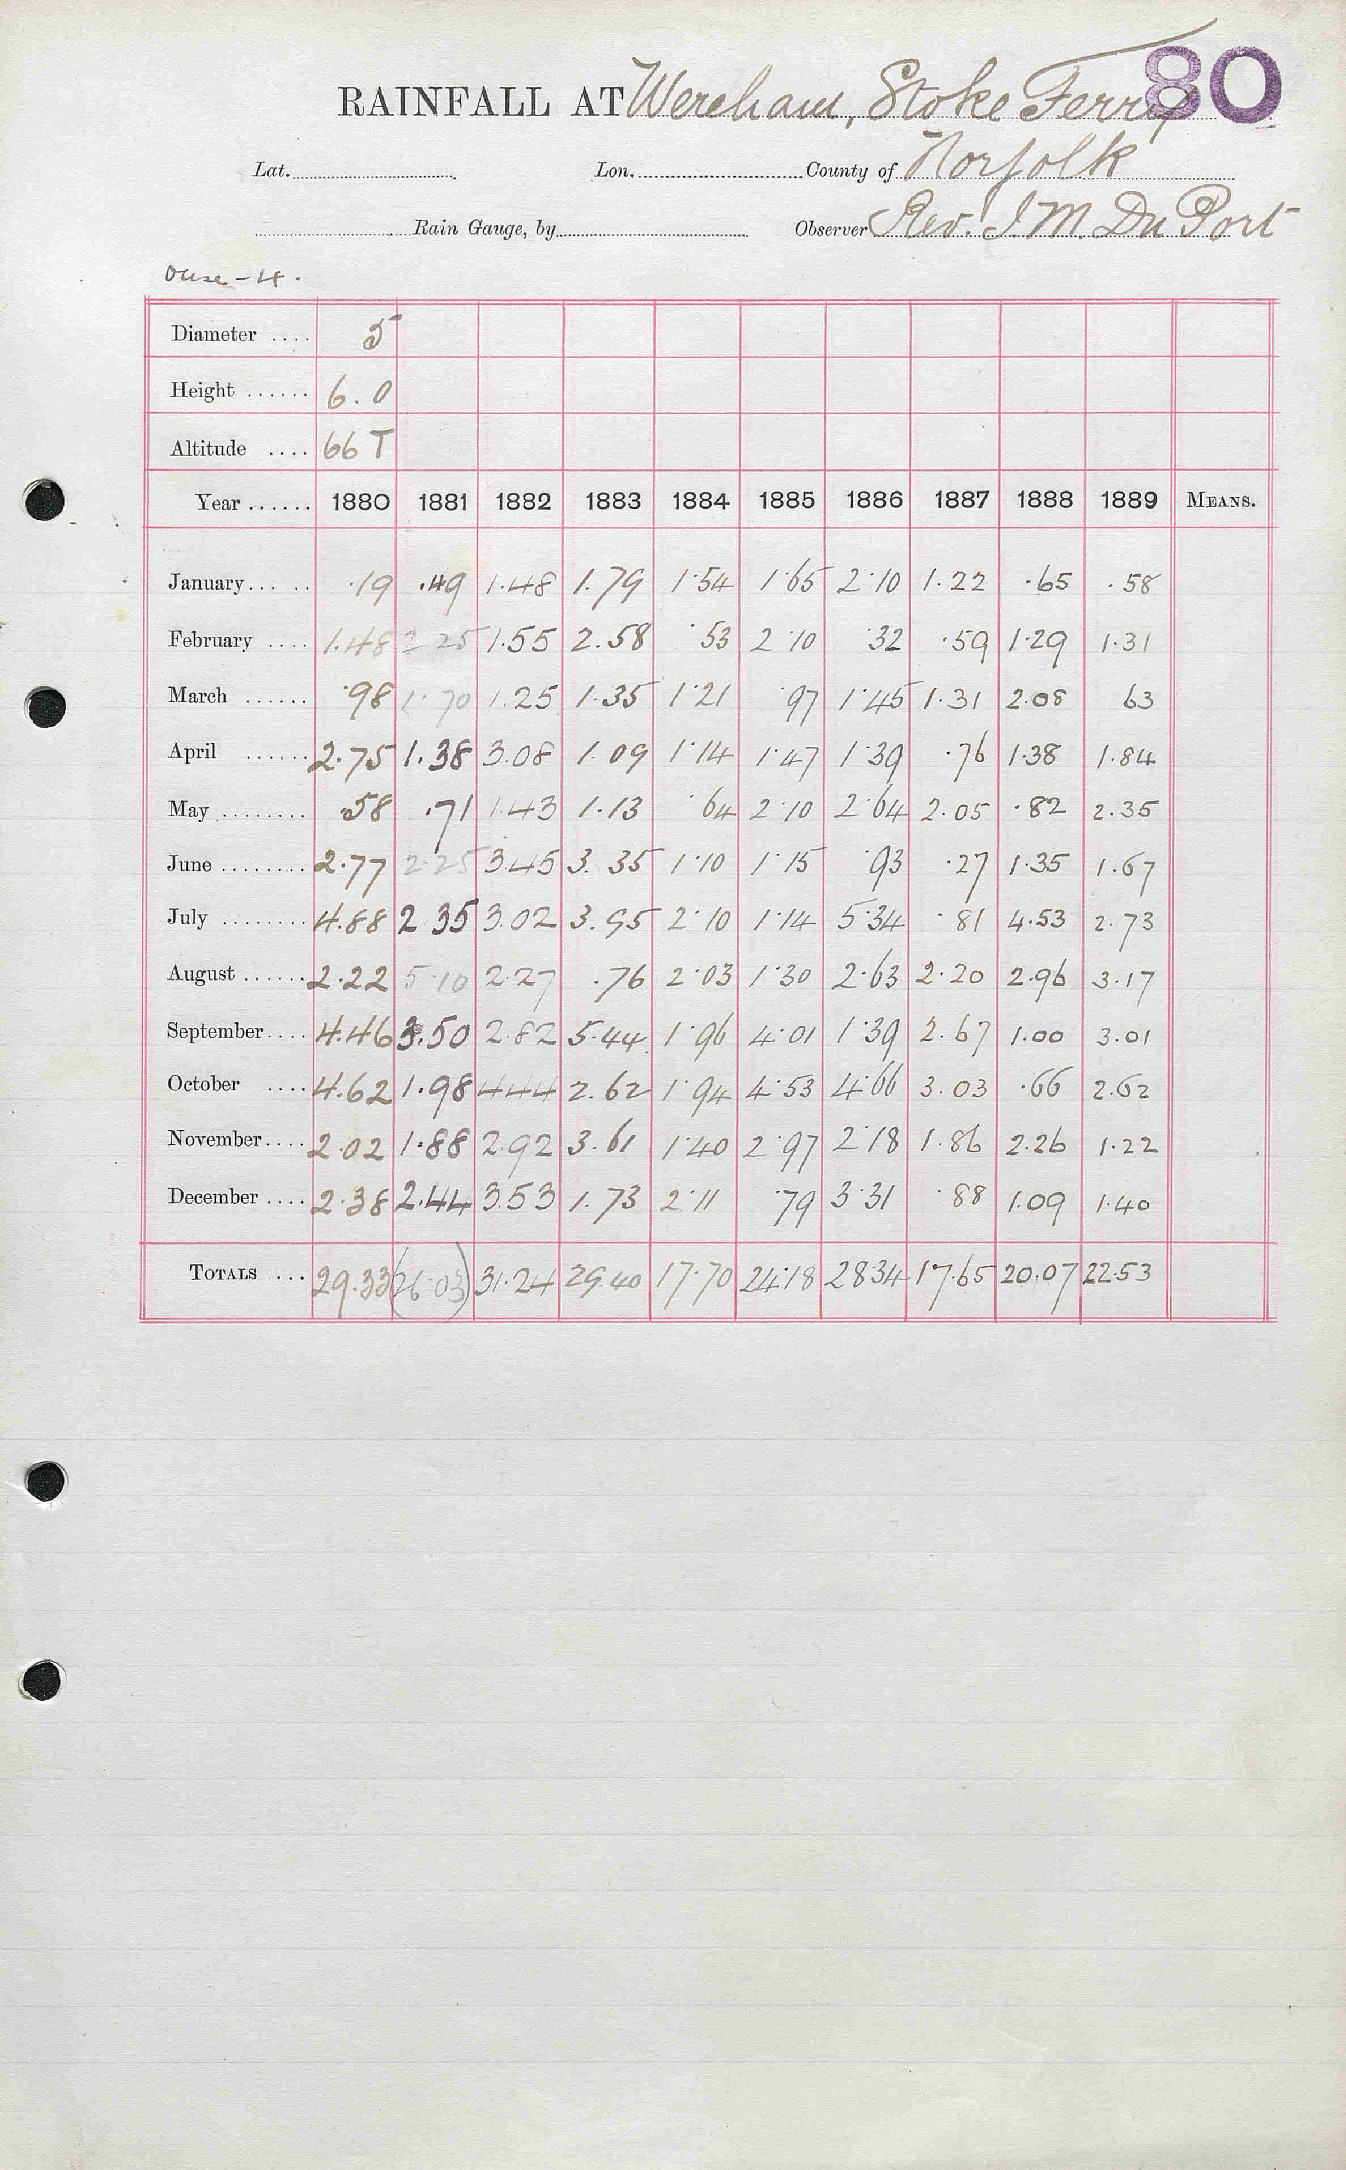 80
RAINFALL AT Wereham, Stoke Ferry
Lat. Lon. County of Norfolk
Rain Gauge, by Observer Rev. J. M. Du Port
Ouse - 4.
Diameter .... 5
Height ...... 6.0
Altitude .... 66 T
Year ...... 1880 1881 1882 1883 1884 1885 1886 1887 1888 1889 MEANS.
January ...... .19 .49 1.48 1.79 1.54 1.65 2.10 1.22 .65 .58
February .... 1.48 2.25 1.55 2.58 .53 2.10 .32 .59 1.29 1.31
March ...... .98 1.70 1.25 1.35 1.21 .97 1.45 1.31 2.08 63
April ...... 2.75 1.38 3.08 1.09 1.14 1.47 1.39 .76 1.38 1.84
May ........ .58 .71 1.43 1.13 .64 2.10 2.64 2.05 .82 2.35
June ........ 2.77 2.25 3.45 3.35 1.10 1.15 .93 .27 1.35 1.67
July ........ 4.88 2 35 3.02 3.95 2.10 1.14 5.34 .81 4.53 2.73
August ...... 2.22 5.10 2.27 .76 2.03 1.30 2.63 2.20 2.96 3.17
September .... 4.46 3.50 2.82 5.44 1.96 4.01 1.39 2.67 1.00 3.01
October .... 4.62 1.98 4.44 2.62 1.94 4.53 4.66 3.03 .66 2.62
November .... 2.02 1.88 2.92 3.61 1.40 2.97 2.18 1.86 2.26 1.22
December .... 2.38 2.44 3.53 1.73 2.11 .79 3.31 .88 1.09 1.40
TOTALS ... 29.33 (26.03) 31.24 29.40 17.70 24.18 28.34 17.65 20.07 22.53